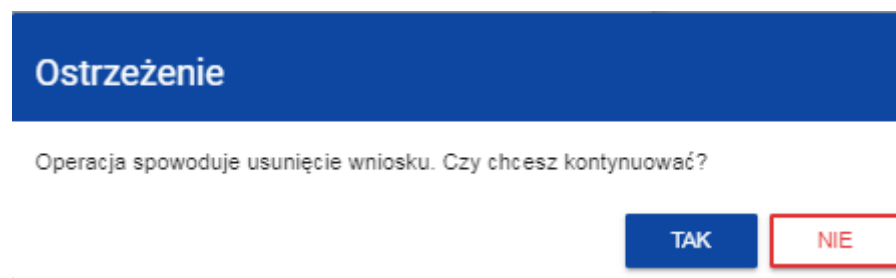 Ostrzeżenie
Operacja spowoduje usunięcie wniosku. Czy chcesz kontynuować?
TAK
NIE